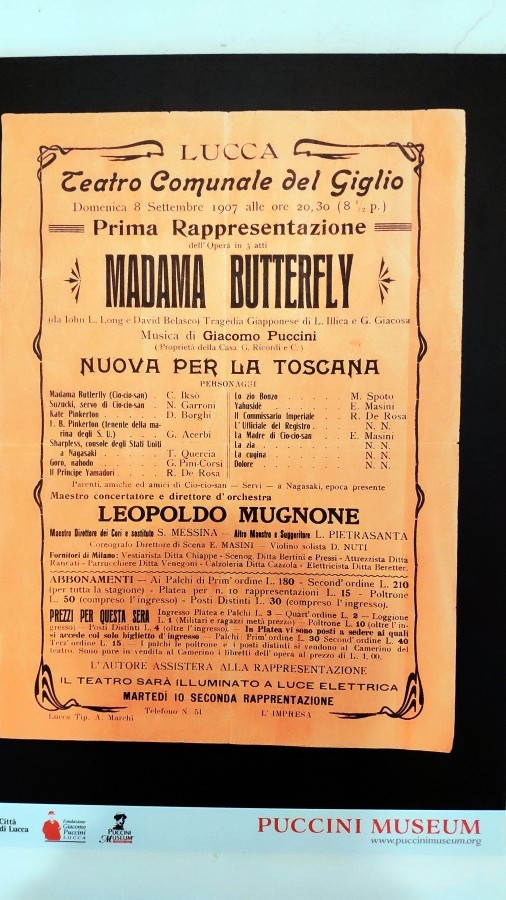 LUCCA
Teatro Comunale del Giglio
Domenica 8 Settembre 1907 alle ore 20,30 (8 1/2 p.)
Prima Rappresentazione
dell'Opera in 3 atti
MADAMA BUTTERFLY
(da John L. Long e David Belasco) Tragedia Giapponese di L. Illica e G. Giacosa
Musica di Giacomo Puccini
(Proprietà della Casa G. Ricordi e C.)
NUOVA PER LA TOSCANA
PERSONAGGI
Madama Butterfly (Cio-cio-san) . C. Ikso
Suzucki, servo di Cio-cio-san . N. Garroni
Kate Pinkerton . . . . D. Borghi
F. B. Pinkerton (tenente della marina degli S. U.) . . . G. Acerbi
Sharpless, console degli Stati Uniti a Nagasaki . . . T. Quercia
Goro, nahodo . . . . G. Pini-Corsi
Il Principe Yamadori . . . R. De Rosa
Lo zio Bonzo . . . . M. Spoto
Yahusidè . . . . E. Masini
Il Commissario Imperiale . . R. De Rosa
L'Ufficiale del Registro . . N. N.
La Madre di Cio-cio-san . . E. Masini
La zia . . . . N. N.
La cugina . . . . N. N.
Dolore . . . . N. N.
Parenti, amiche ed amici di Cio-cio-san — Servi — a Nagasaki, epoca presente
Maestro concertatore e direttore d'orchestra
LEOPOLDO MUGNONE
Maestro Direttore dei Cori e sostituto S. MESSINA — Altro Maestro e Suggeritore L. PIETRASANTA
Coreografo Direttore di Scena E. MASINI — Violino solista D. NUTI
Fornitori di Milano: Vestiarista Ditta Chiappe - Scenog. Ditta Bertini e Pressi - Attrezzista Ditta
Rancati - Parrucchiere Ditta Venegoni - Calzoleria Ditta Cazzola - Elettricista Ditta Beretter.
ABBONAMENTI — Ai Palchi di Prim'ordine L. 180 - Second'ordine L. 210
(per tutta la stagione) - Platea per n. 10 rappresentazioni L. 15 - Poltrone
L. 50 (compreso l'ingresso) - Posti Distinti L. 30 (compreso l'ingresso).
PREZZI PER QUESTA SERA Ingresso Platea e Palchi L. 3 — Quart'ordine L. 2 — Loggione
L. 1 (Militari e ragazzi metà prezzo) — Poltrone L. 10 (oltre l'ingresso)
— Posti Distinti L. 4 (oltre l'ingresso). — In Platea vi sono posti a sedere ai quali
si accede col solo biglietto d'ingresso — Palchi: Prim'ordine L. 30 Second'ordine L. 40
Terz'ordine L. 15 — I palchi le poltrone e i posti distinti si vendono al Camerino del
teatro. Sono pure in vendita al Camerino i libretti dell'opera al prezzo di L. 1,00.
L'AUTORE ASSISTERÀ ALLA RAPPRESENTAZIONE
IL TEATRO SARÀ ILLUMINATO A LUCE ELETTRICA
MARTEDÌ 10 SECONDA RAPPRENTAZIONE
Lucca Tip. A. Marchi Telefono N. 51 L'IMPRESA
Città di Lucca
Fondazione Giacomo Puccini LUCCA
PUCCINI MUSEUM
PUCCINI MUSEUM
www.puccinimuseum.org